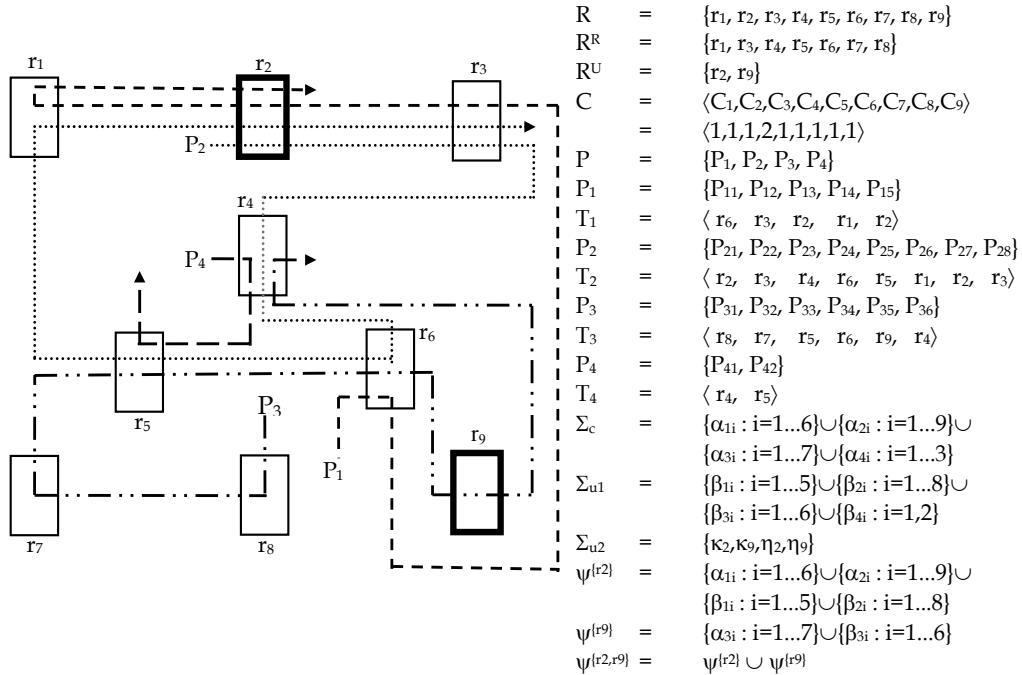 r₁
r₂
r₃
P₂
r₄
P₄
r₆
r₅
P₃
r₉
P₁
r₇
r₈
R = {r₁, r₂, r₃, r₄, r₅, r₆, r₇, r₈, r₉}
Rᴿ = {r₁, r₃, r₄, r₅, r₆, r₇, r₈}
Rᵁ = {r₂, r₉}
C = ⟨C₁,C₂,C₃,C₄,C₅,C₆,C₇,C₈,C₉⟩
= ⟨1,1,1,2,1,1,1,1,1⟩
P = {P₁, P₂, P₃, P₄}
P₁ = {P₁₁, P₁₂, P₁₃, P₁₄, P₁₅}
T₁ = ⟨ r₆, r₃, r₂, r₁, r₂⟩
P₂ = {P₂₁, P₂₂, P₂₃, P₂₄, P₂₅, P₂₆, P₂₇, P₂₈}
T₂ = ⟨ r₂, r₃, r₄, r₆, r₅, r₁, r₂, r₃⟩
P₃ = {P₃₁, P₃₂, P₃₃, P₃₄, P₃₅, P₃₆}
T₃ = ⟨ r₈, r₇, r₅, r₆, r₉, r₄⟩
P₄ = {P₄₁, P₄₂}
T₄ = ⟨ r₄, r₅⟩
Σc = {α₁ᵢ : i=1...6}∪{α₂ᵢ : i=1...9}∪
{α₃ᵢ : i=1...7}∪{α₄ᵢ : i=1...3}
Σu1 = {β₁ᵢ : i=1...5}∪{β₂ᵢ : i=1...8}∪
{β₃ᵢ : i=1...6}∪{β₄ᵢ : i=1,2}
Σu2 = {κ₂,κ₉,η₂,η₉}
ψ^{r2} = {α₁ᵢ : i=1...6}∪{α₂ᵢ : i=1...9}∪
{β₁ᵢ : i=1...5}∪{β₂ᵢ : i=1...8}
ψ^{r9} = {α₃ᵢ : i=1...7}∪{β₃ᵢ : i=1...6}
ψ^{r2,r9} = ψ^{r2} ∪ ψ^{r9}